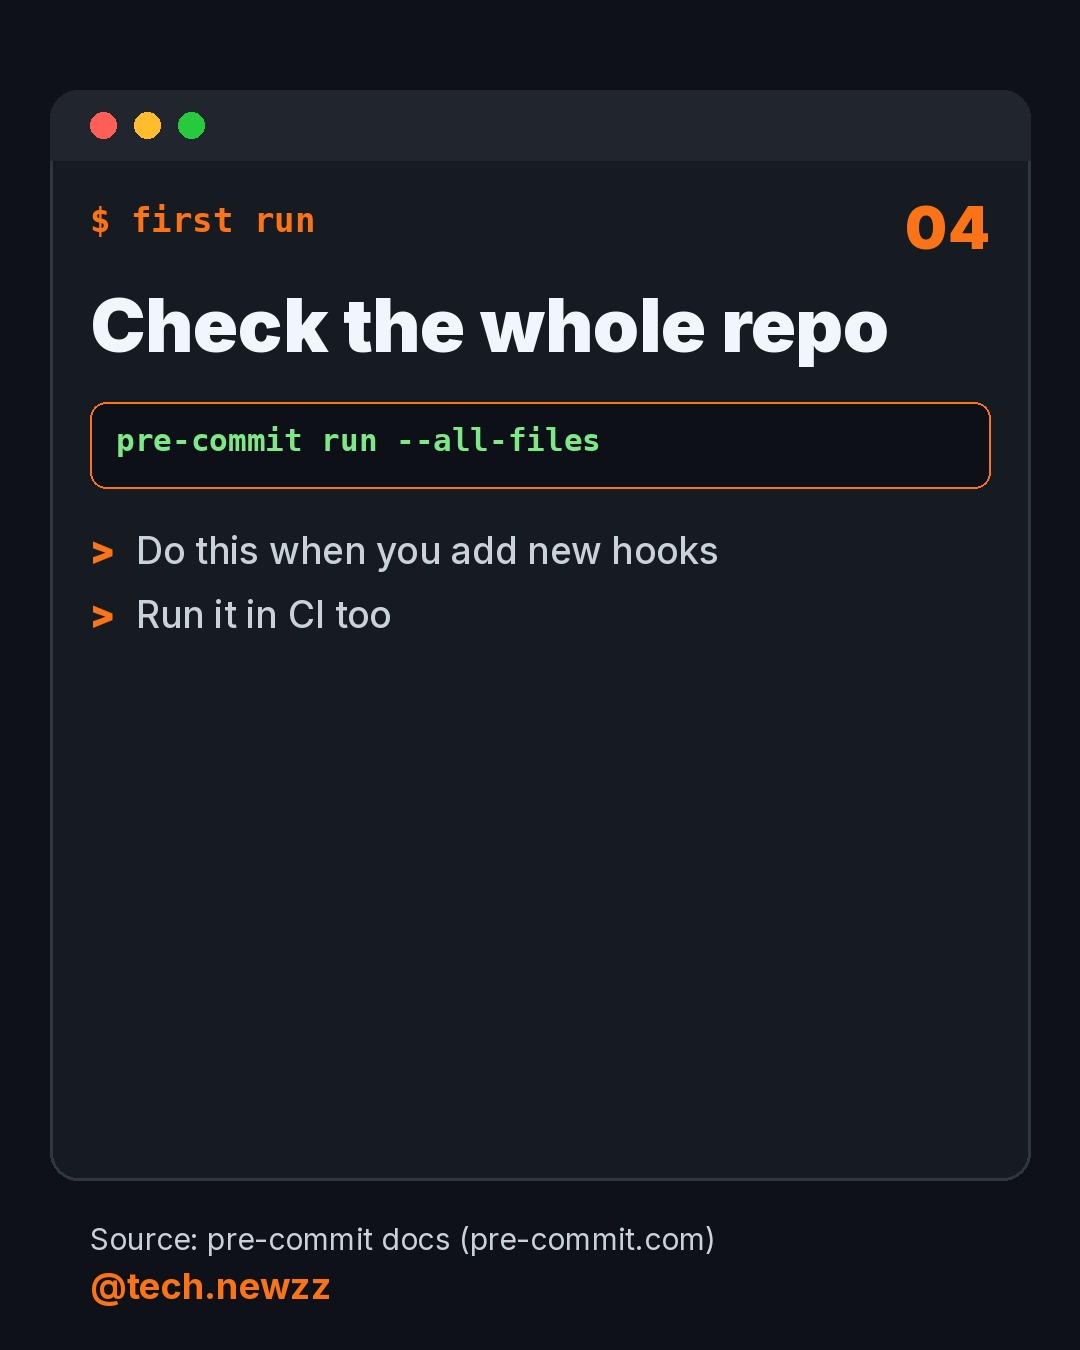 $ first run
04
Check the whole repo
pre-commit run --all-files
> Do this when you add new hooks
> Run it in CI too
Source: pre-commit docs (pre-commit.com)
@tech.newzz